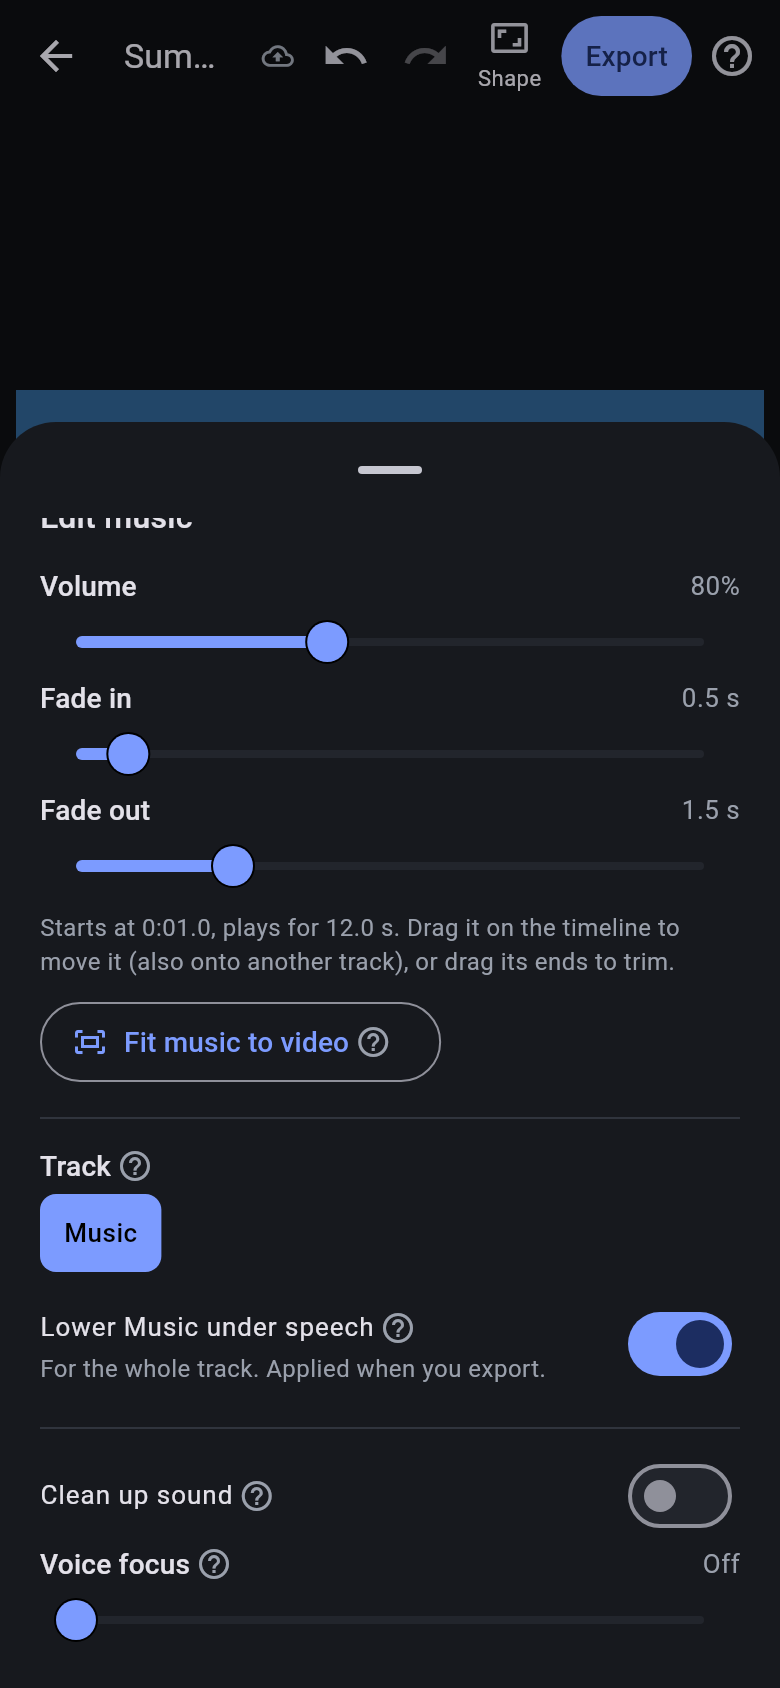 Sum...
Shape
Export
Edit music
Volume
80%
Fade in
0.5 s
Fade out
1.5 s
Starts at 0:01.0, plays for 12.0 s. Drag it on the timeline to
move it (also onto another track), or drag its ends to trim.
Fit music to video
Track
Music
Lower Music under speech
For the whole track. Applied when you export.
Clean up sound
Voice focus
Off